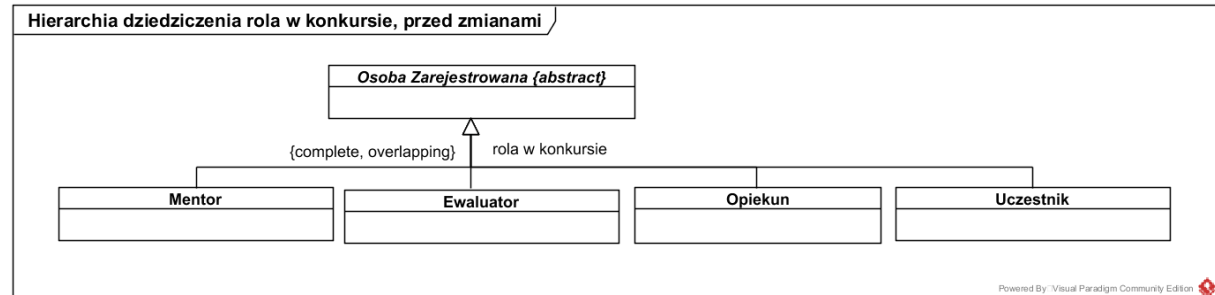 Hierarchia dziedziczenia rola w konkursie, przed zmianami
Osoba Zarejestrowana {abstract}
{complete, overlapping} rola w konkursie
Mentor Ewaluator Opiekun Uczestnik
Powered By Visual Paradigm Community Edition